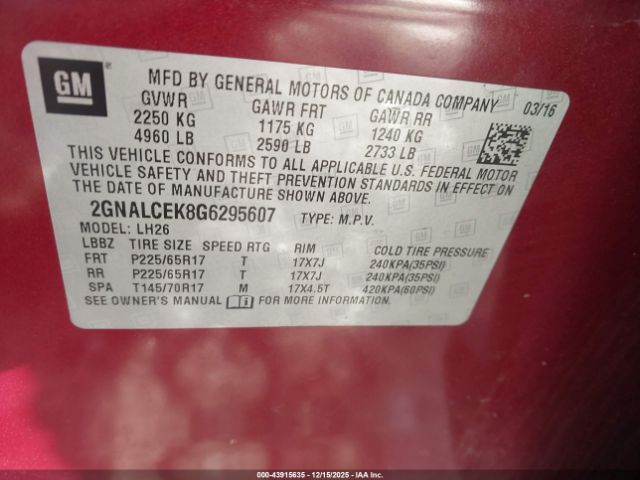 GM
MFD BY GENERAL MOTORS OF CANADA COMPANY 03/16
GVWR GAWR FRT GAWR RR
2250 KG 1175 KG 1240 KG
4960 LB 2590 LB 2733 LB
THIS VEHICLE CONFORMS TO ALL APPLICABLE U.S. FEDERAL MOTOR
VEHICLE SAFETY AND THEFT PREVENTION STANDARDS IN EFFECT ON
THE DATE OF MANUFACTURE SHOWN ABOVE.
2GNALCEK8G6295607 TYPE: M.P.V.
MODEL: LH26
LBBZ TIRE SIZE SPEED RTG RIM COLD TIRE PRESSURE
FRT P225/65R17 T 17X7J 240KPA(35PSI)
RR P225/65R17 T 17X7J 240KPA(35PSI)
SPA T145/70R17 M 17X4.5T 420KPA(60PSI)
SEE OWNER'S MANUAL FOR MORE INFORMATION
000-43915635 - 12/15/2025 - IAA Corp.